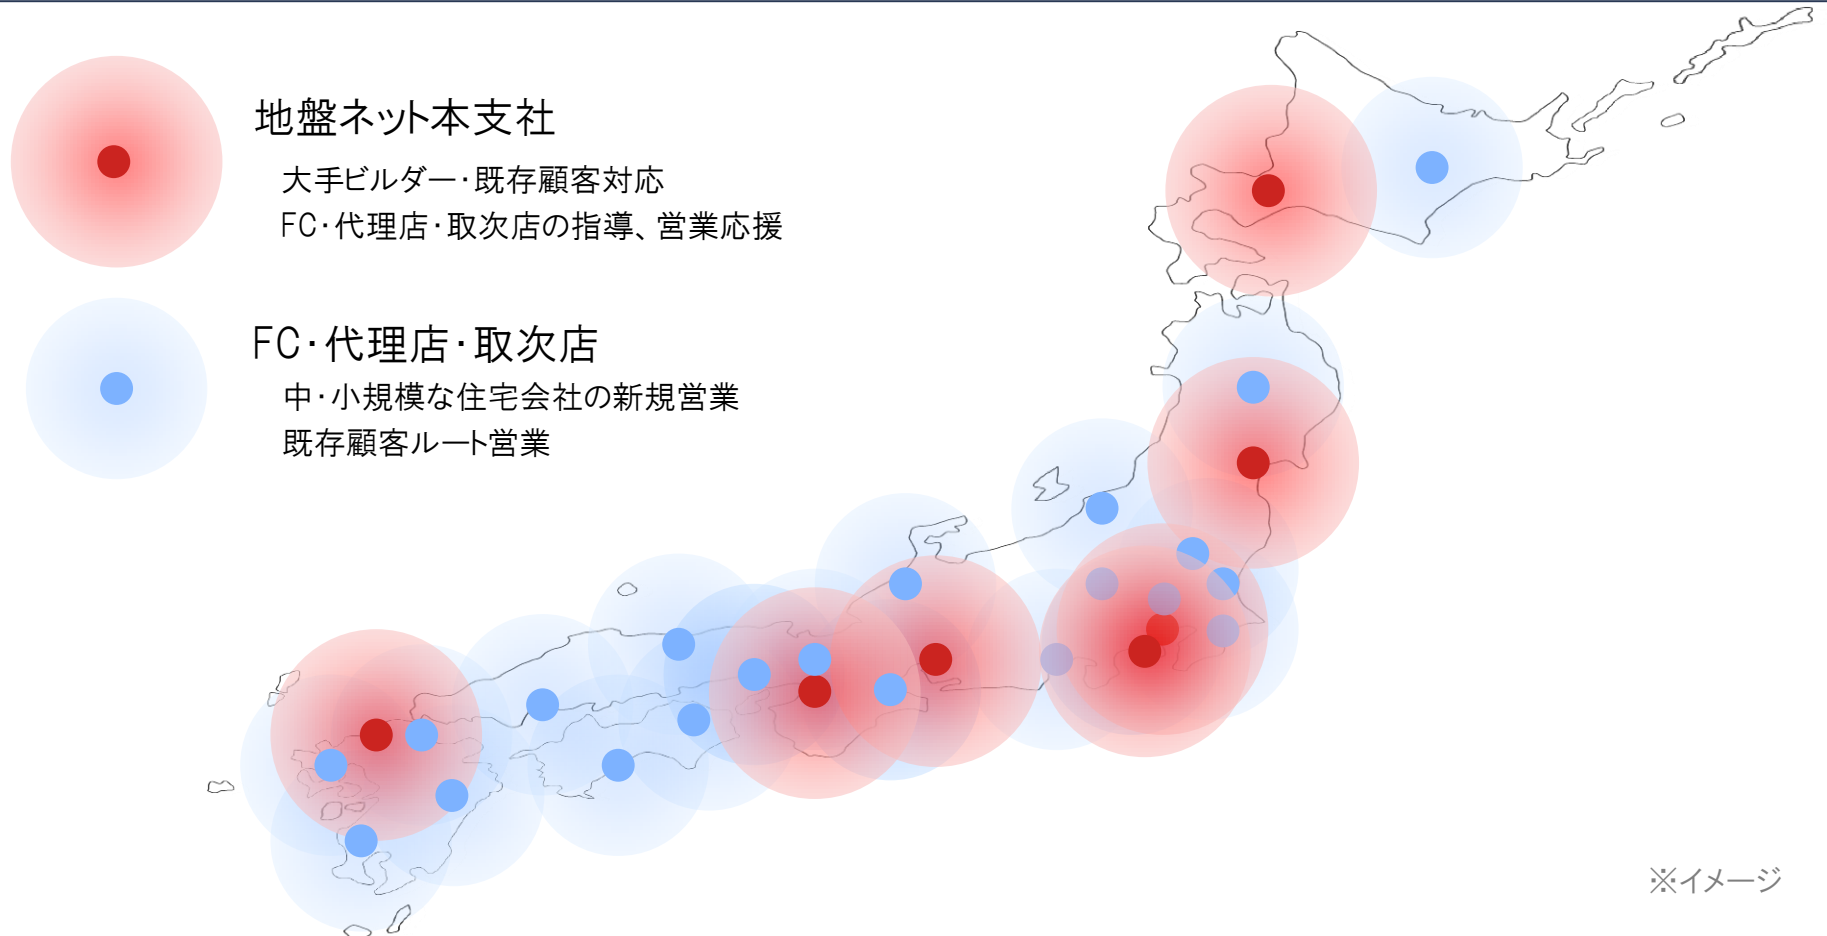 地盤ネット本支社
大手ビルダー・既存顧客対応
FC・代理店・取次店の指導、営業応援
FC・代理店・取次店
中・小規模な住宅会社の新規営業
既存顧客ルート営業
※イメージ